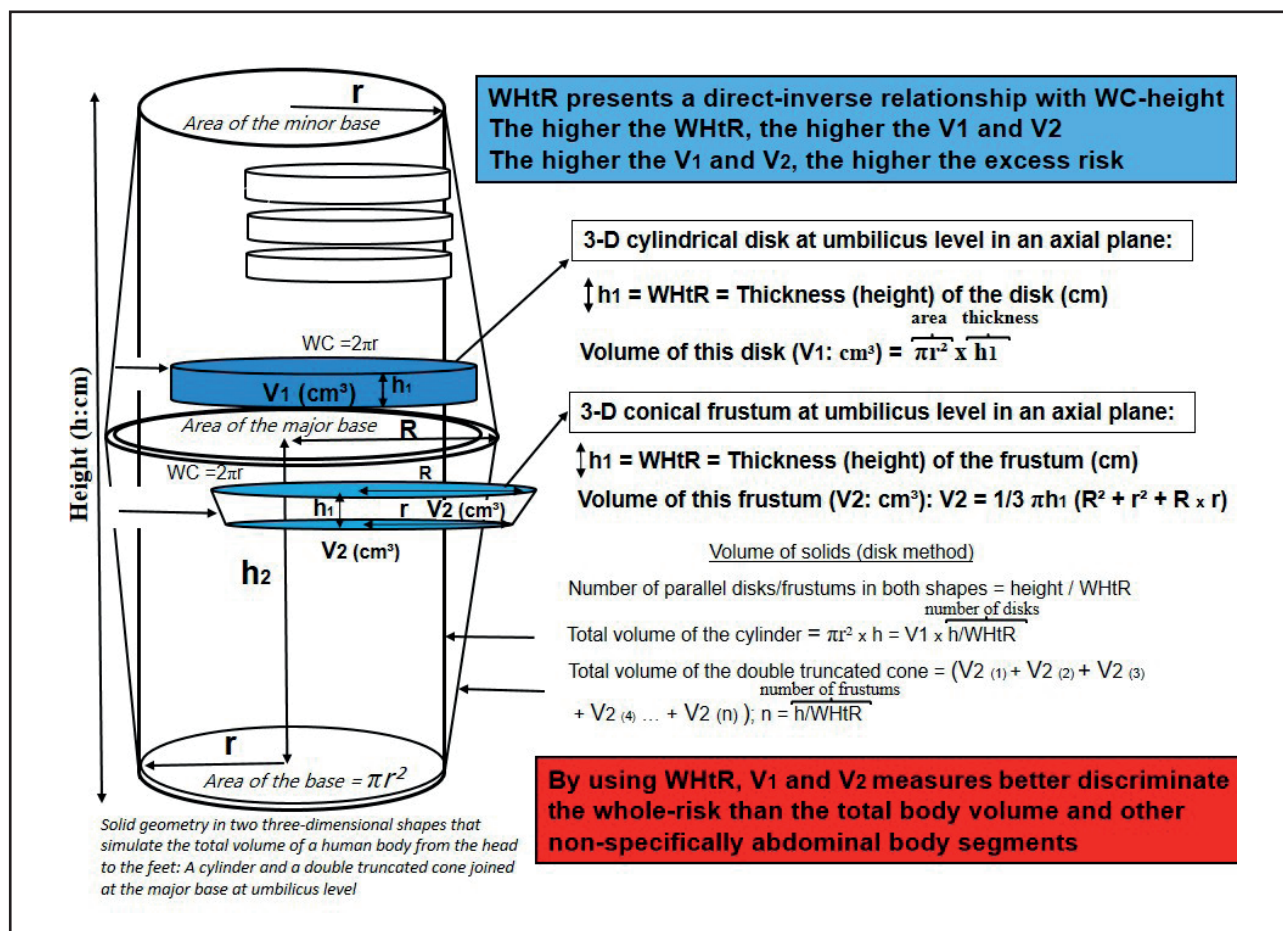 r
Area of the minor base
WHtR presents a direct-inverse relationship with WC-height
The higher the WHtR, the higher the V1 and V2
The higher the V1 and V2, the higher the excess risk
3-D cylindrical disk at umbilicus level in an axial plane:
h1 = WHtR = Thickness (height) of the disk (cm)
area thickness
Volume of this disk (V1: cm³) = πr² x h1
WC =2πr
V1 (cm³)
h1
Area of the major base
R
3-D conical frustum at umbilicus level in an axial plane:
h1 = WHtR = Thickness (height) of the frustum (cm)
Volume of this frustum (V2: cm³): V2 = 1/3 πh1 (R² + r² + R x r)
WC =2πr
R
h1
r
V2 (cm³)
V2 (cm³)
h2
Height (h:cm)
Volume of solids (disk method)
Number of parallel disks/frustums in both shapes = height / WHtR
number of disks
Total volume of the cylinder = πr² x h = V1 x h/WHtR
Total volume of the double truncated cone = (V2 (1) + V2 (2) + V2 (3)
number of frustums
+ V2 (4) ... + V2 (n) ); n = h/WHtR
r
Area of the base = πr²
By using WHtR, V1 and V2 measures better discriminate
the whole-risk than the total body volume and other
non-specifically abdominal body segments
Solid geometry in two three-dimensional shapes that
simulate the total volume of a human body from the head
to the feet: A cylinder and a double truncated cone joined
at the major base at umbilicus level